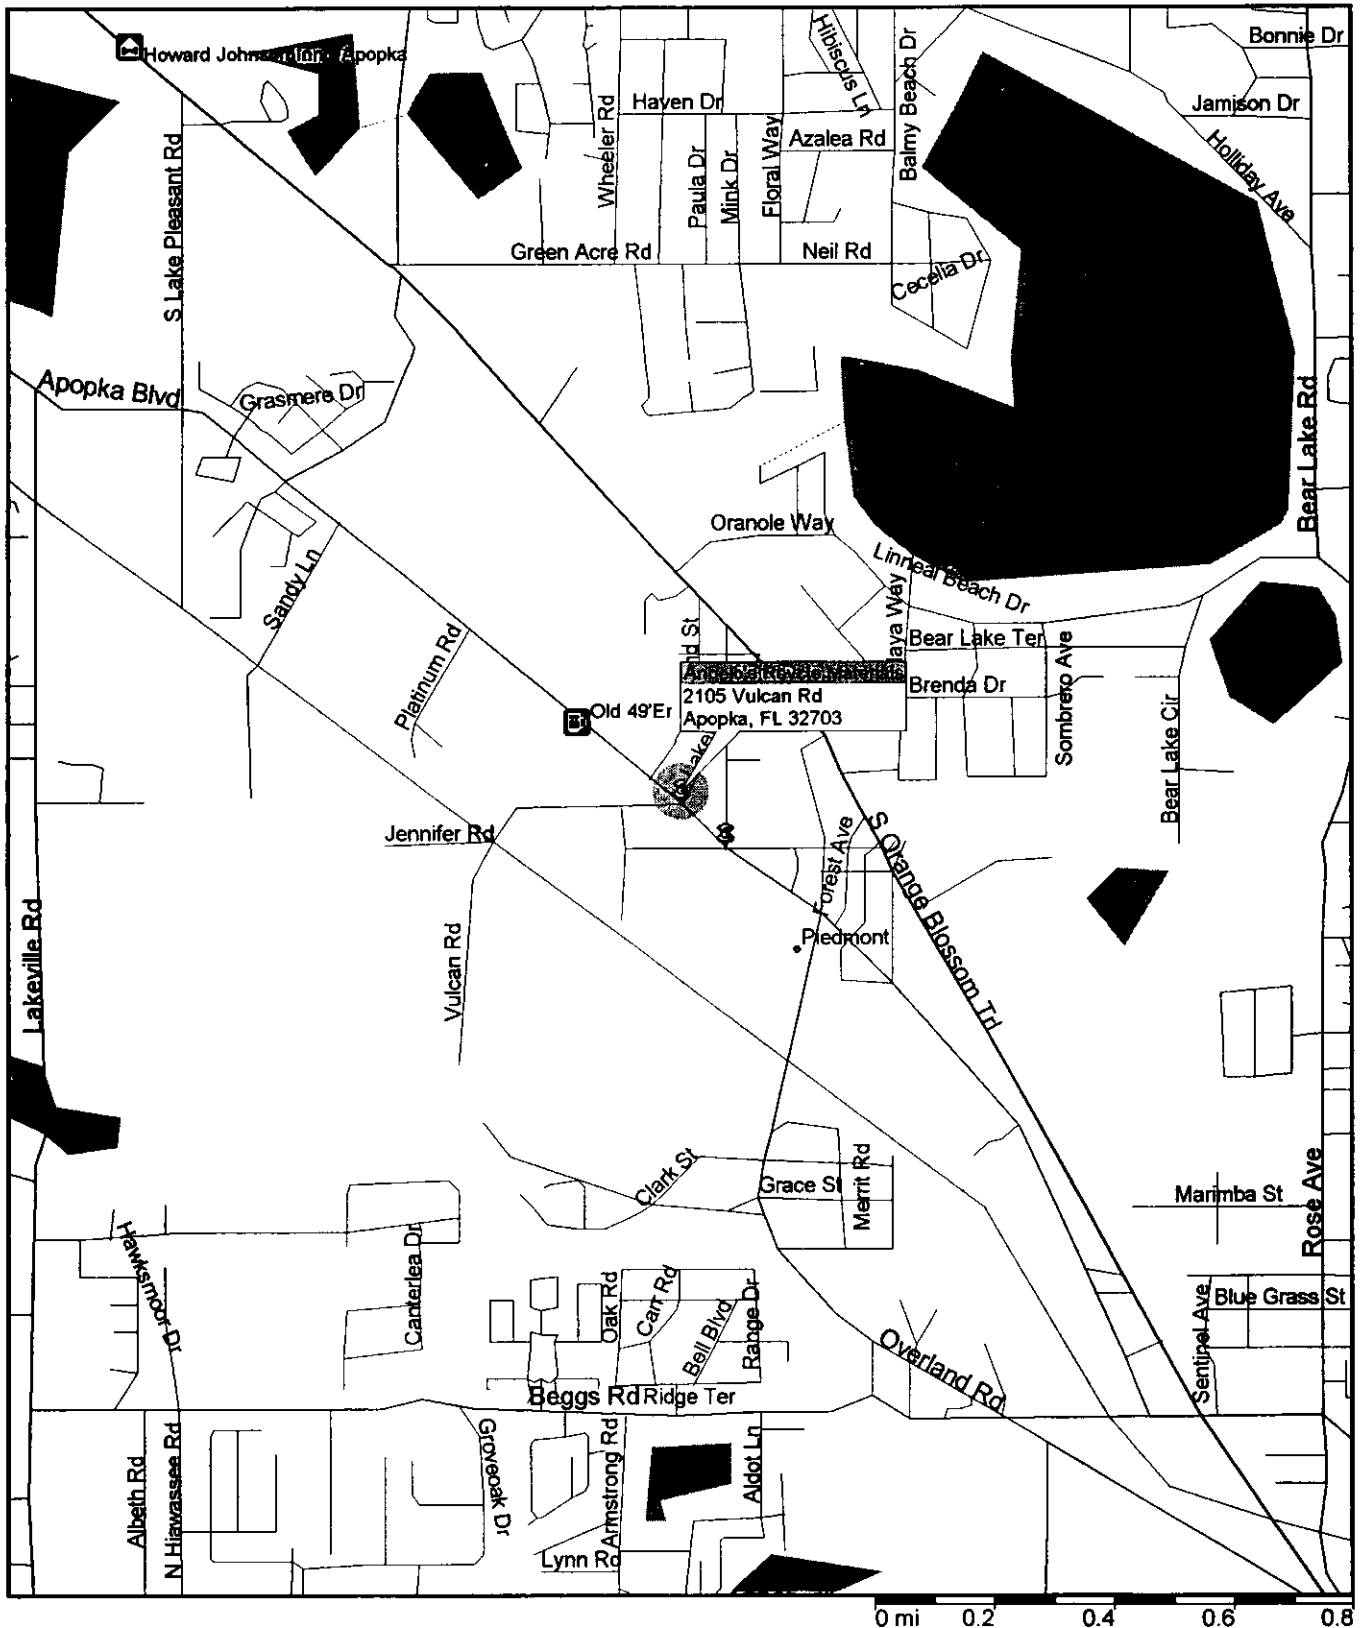 Howard Johnson Inn Apopka
Bonnie Dr
Hibiscus Ln
Balmy Beach Dr
Haven Dr
Jamison Dr
Wheeler Rd
Azalea Rd
Holliday Ave
S Lake Pleasant Rd
Paula Dr
Mink Dr
Floral Way
Green Acre Rd
Neil Rd
Cecelia Dr
Apopka Blvd
Grasmere Dr
Bear Lake Rd
Oranole Way
Linneal Beach Dr
Sandy Ln
Bear Lake Ter
Platinum Rd
Brenda Dr
Sombrero Ave
2105 Vulcan Rd
Apopka, FL 32703
Old 49'Er
Bear Lake Cir
Jennifer Rd
Forest Ave
S Orange Blossom Trl
Piedmont
Vulcan Rd
Lakeville Rd
Clark St
Grace St
Merrit Rd
Marimba St
Rose Ave
Hawksmoor Dr
Canterlea Dr
Oak Rd
Carr Rd
Bell Blvd
Range Dr
Blue Grass St
Sentinel Ave
Overland Rd
Beggs Rd
Ridge Ter
Albeth Rd
N Hiawassee Rd
Groveoak Dr
Armstrong Rd
Aldot Ln
Lynn Rd
0 mi 0.2 0.4 0.6 0.8